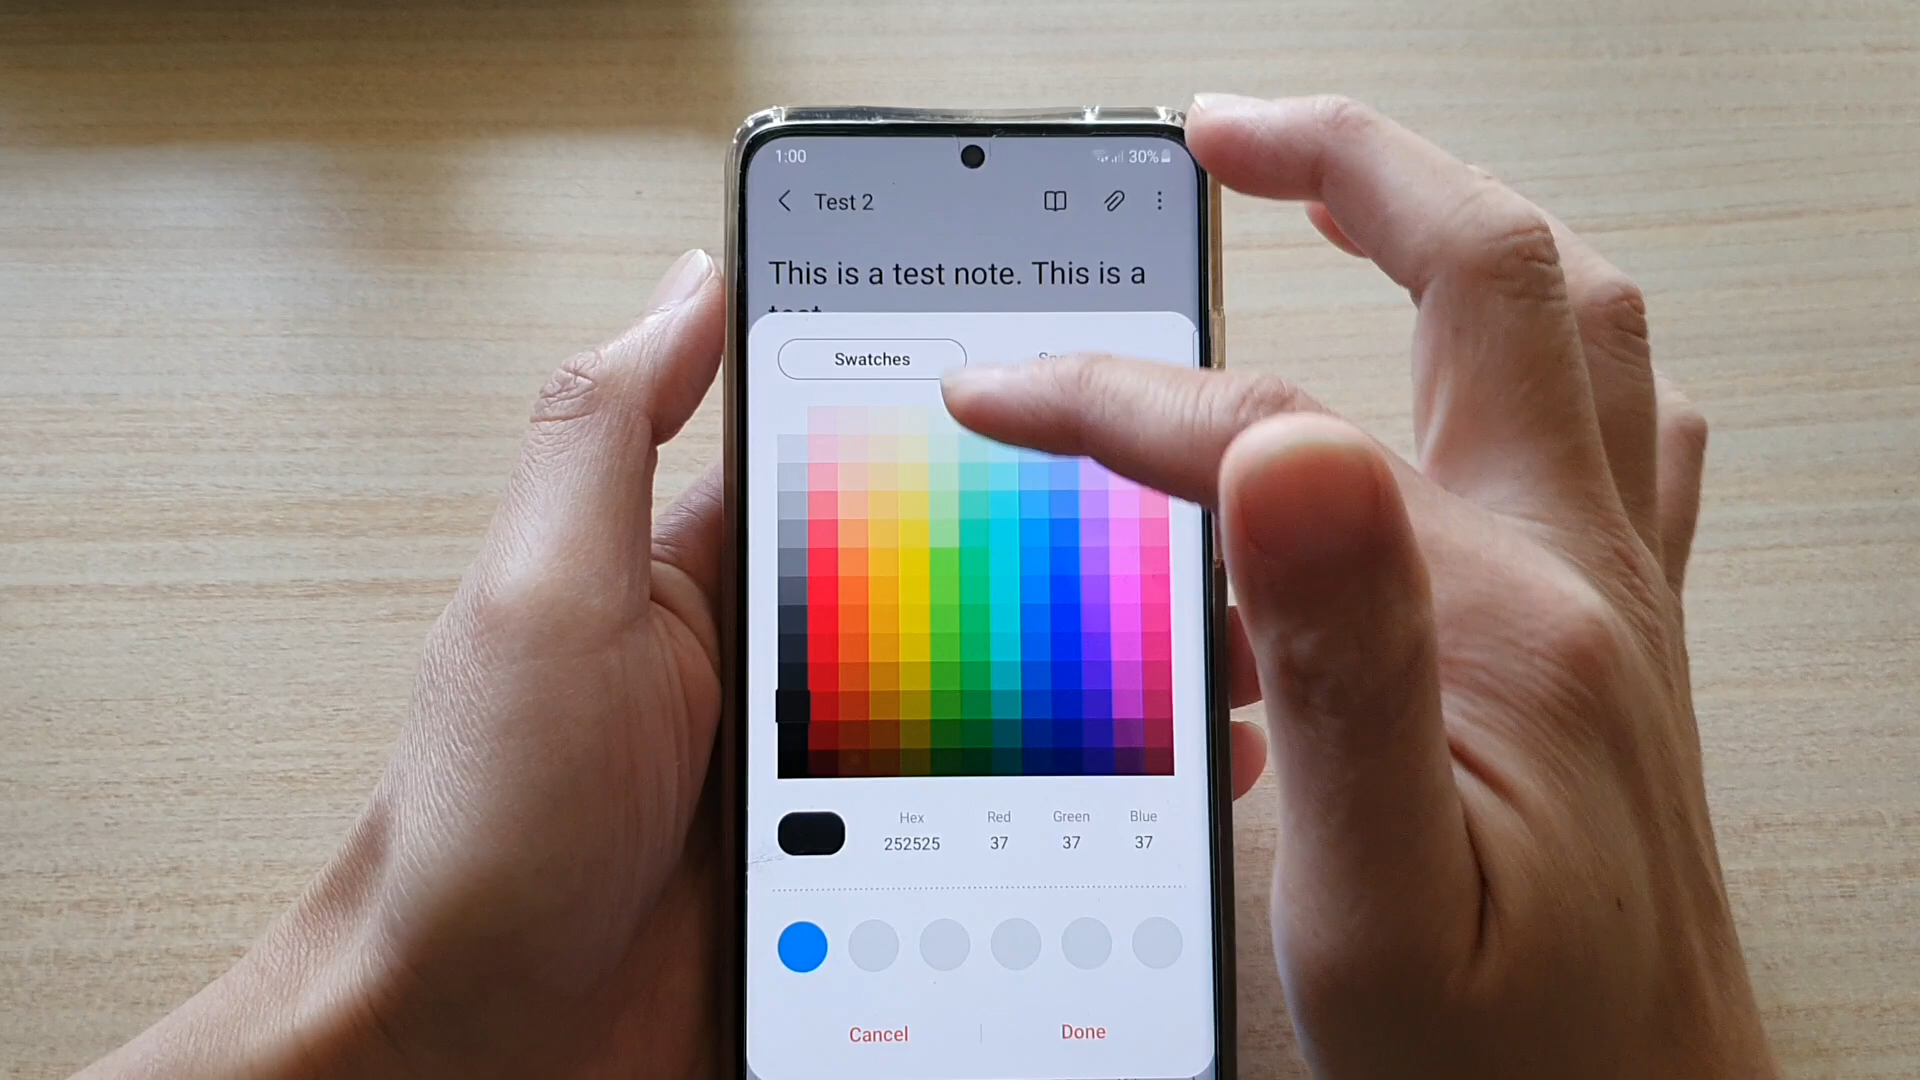 1:00 30%
Test 2
This is a test note. This is a
test
Swatches
Hex Red Green Blue
252525 37 37 37
Cancel Done